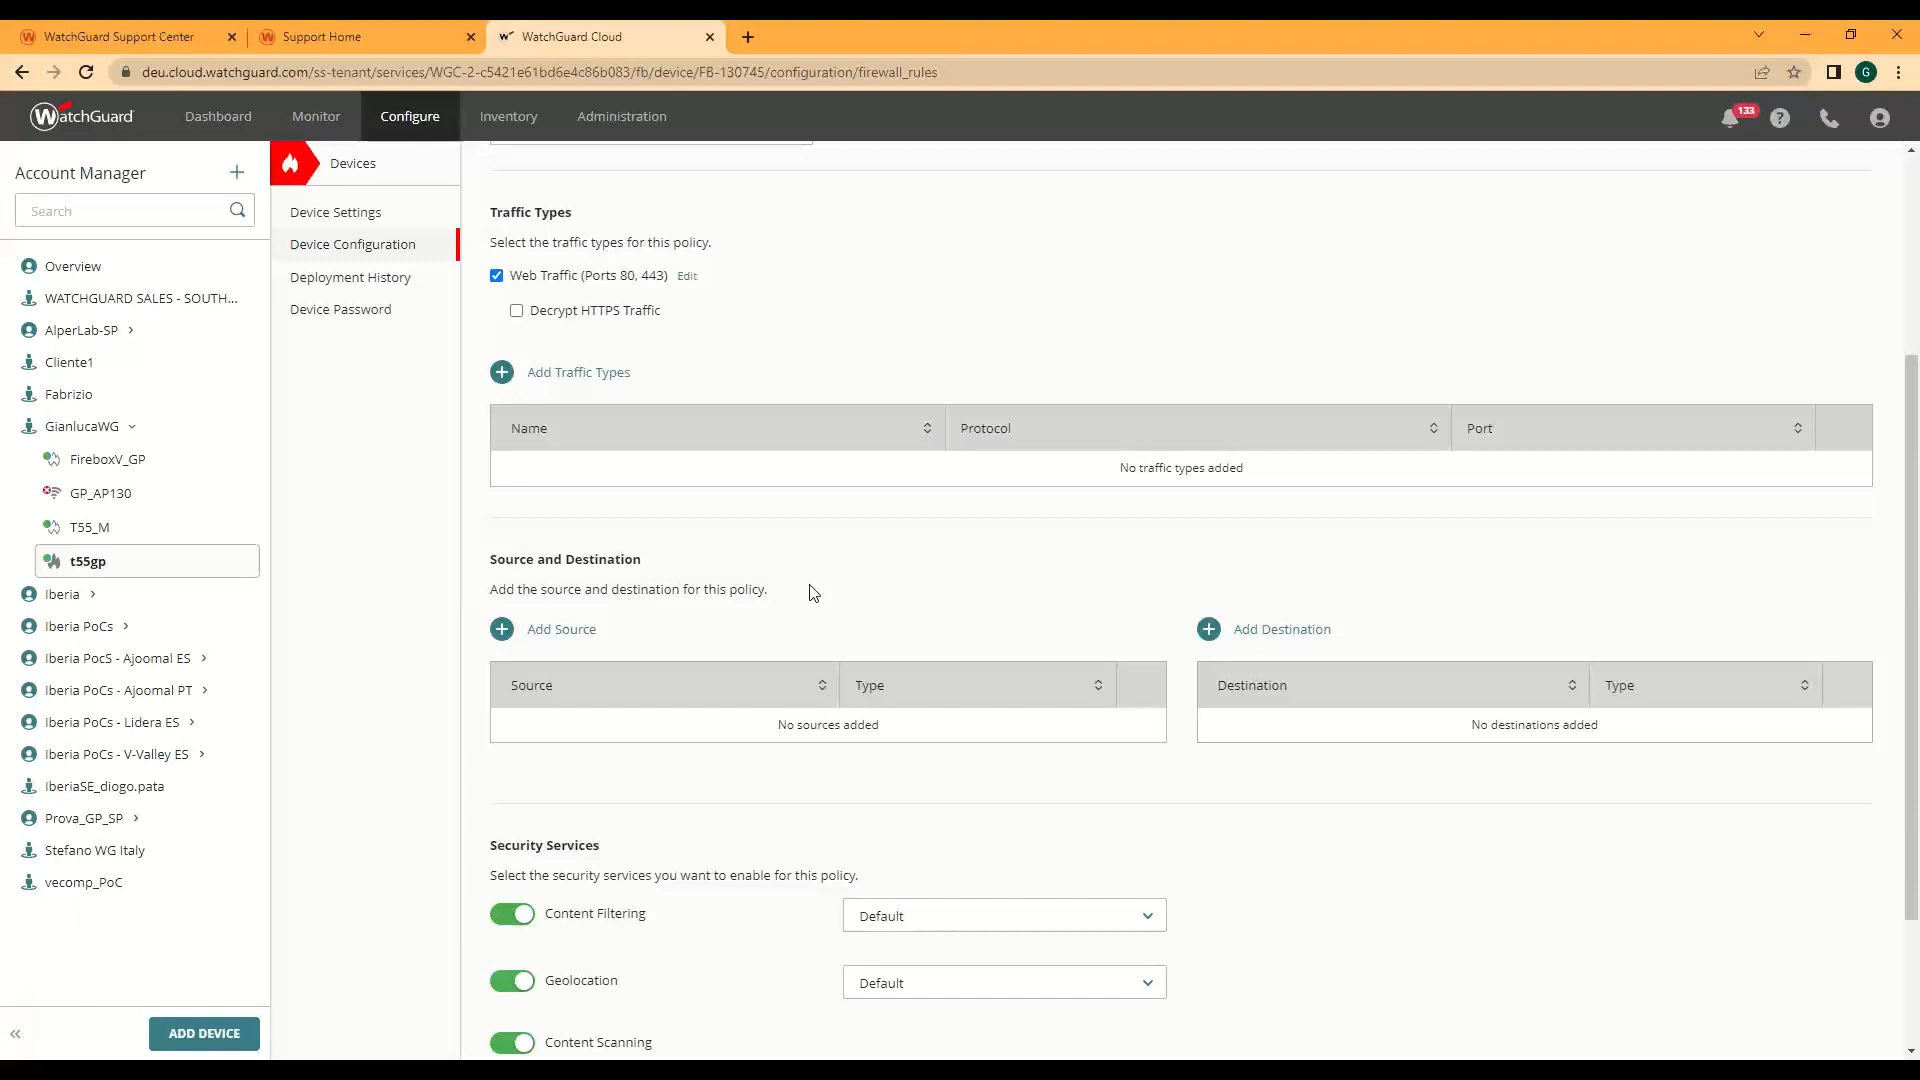 WatchGuard Support Center
Support Home
WatchGuard Cloud
deu.cloud.watchguard.com/ss-tenant/services/WGC-2-c5421e61bd6e4c86b083/fb/device/FB-130745/configuration/firewall_rules
G
WatchGuard
Dashboard
Monitor
Configure
Inventory
Administration
133
Account Manager
Search
Overview
WATCHGUARD SALES - SOUTH...
AlperLab-SP
Cliente1
Fabrizio
GianlucaWG
FireboxV_GP
GP_AP130
T55_M
t55gp
Iberia
Iberia PoCs
Iberia PocS - Ajoomal ES
Iberia PoCs - Ajoomal PT
Iberia PoCs - Lidera ES
Iberia PoCs - V-Valley ES
IberiaSE_diogo.pata
Prova_GP_SP
Stefano WG Italy
vecomp_PoC
ADD DEVICE
Devices
Device Settings
Device Configuration
Deployment History
Device Password
Traffic Types
Select the traffic types for this policy.
Web Traffic (Ports 80, 443) Edit
Decrypt HTTPS Traffic
Add Traffic Types
Name Protocol Port
No traffic types added
Source and Destination
Add the source and destination for this policy.
Add Source
Source Type
No sources added
Add Destination
Destination Type
No destinations added
Security Services
Select the security services you want to enable for this policy.
Content Filtering Default
Geolocation Default
Content Scanning